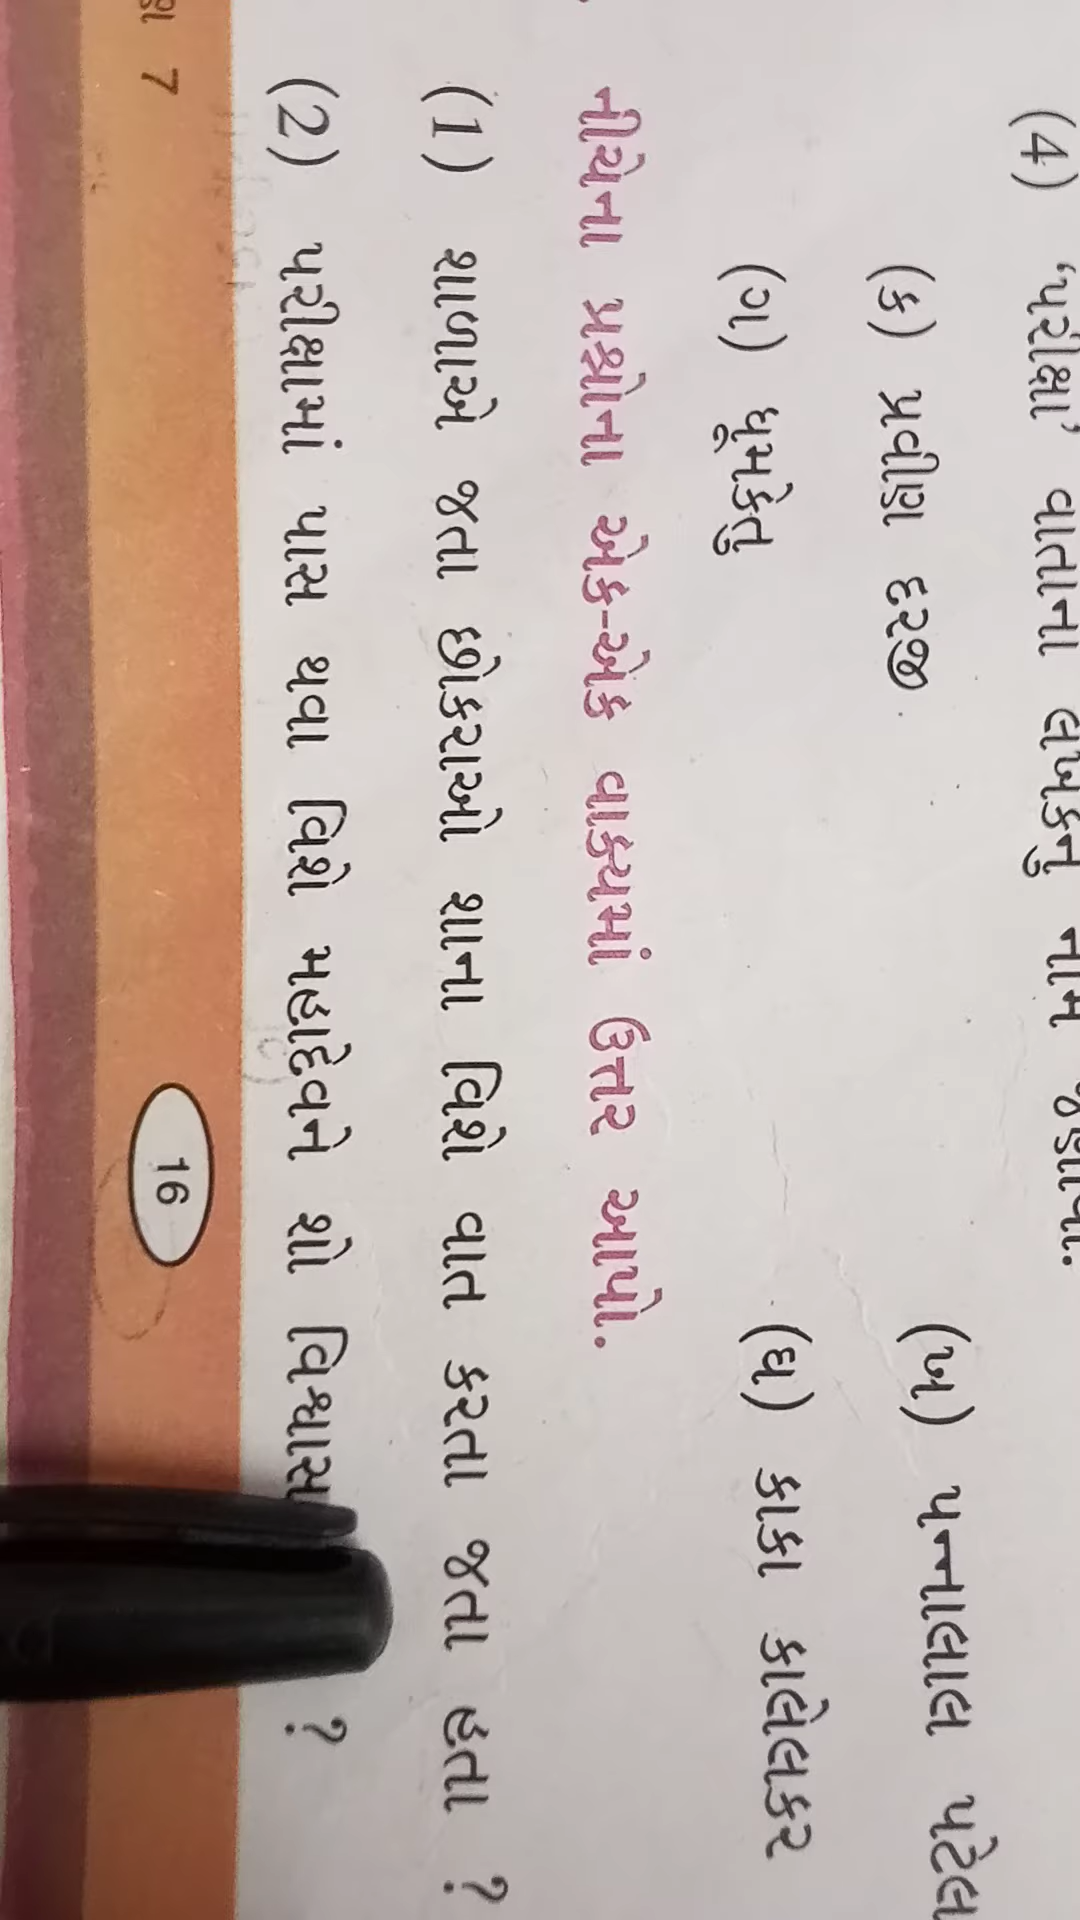 (4) 'પરીક્ષા' વાર્તાના લેખકનું નામ જણાવો.
(ક) પ્રવીણ દરજી (ખ) પન્નાલાલ પટેલ
(ગ) ધૂમકેતુ (ઘ) કાકા કાલેલકર
નીચેના પ્રશ્નોના એક-એક વાક્યમાં ઉત્તર આપો.
(1) શાળાએ જતા છોકરાઓ શાના વિશે વાત કરતા જતા હતા ?
(2) પરીક્ષામાં પાસ થવા વિશે મહાદેવને શો વિશ્વાસ ?
7 16